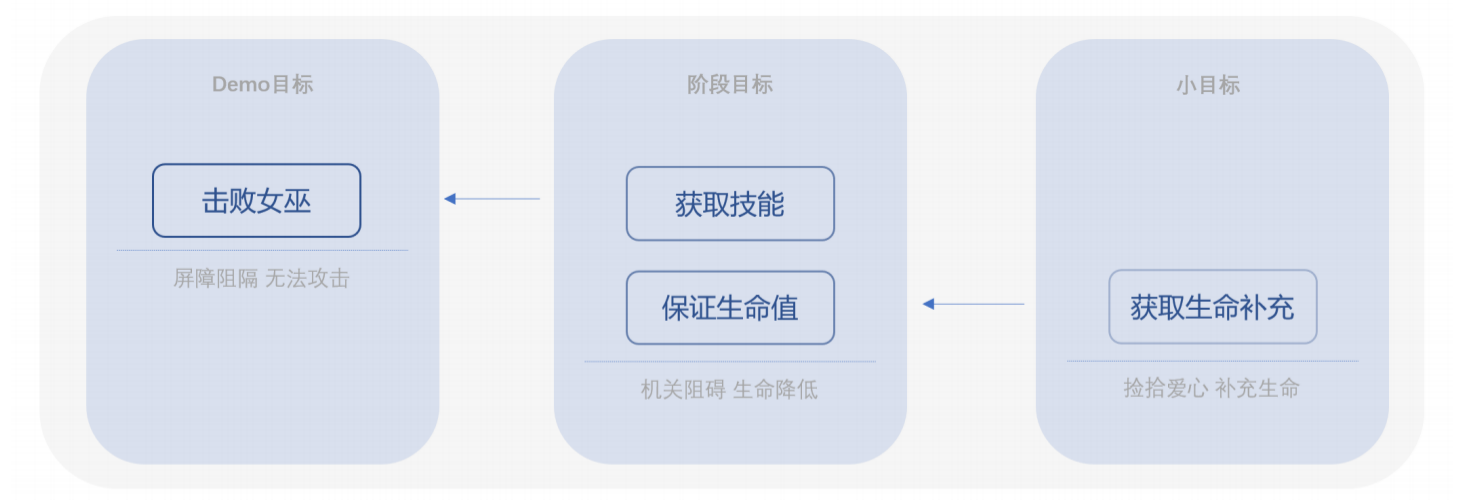 Demo目标
击败女巫
屏障阻隔 无法攻击
阶段目标
获取技能
保证生命值
机关阻碍 生命降低
小目标
获取生命补充
捡拾爱心 补充生命